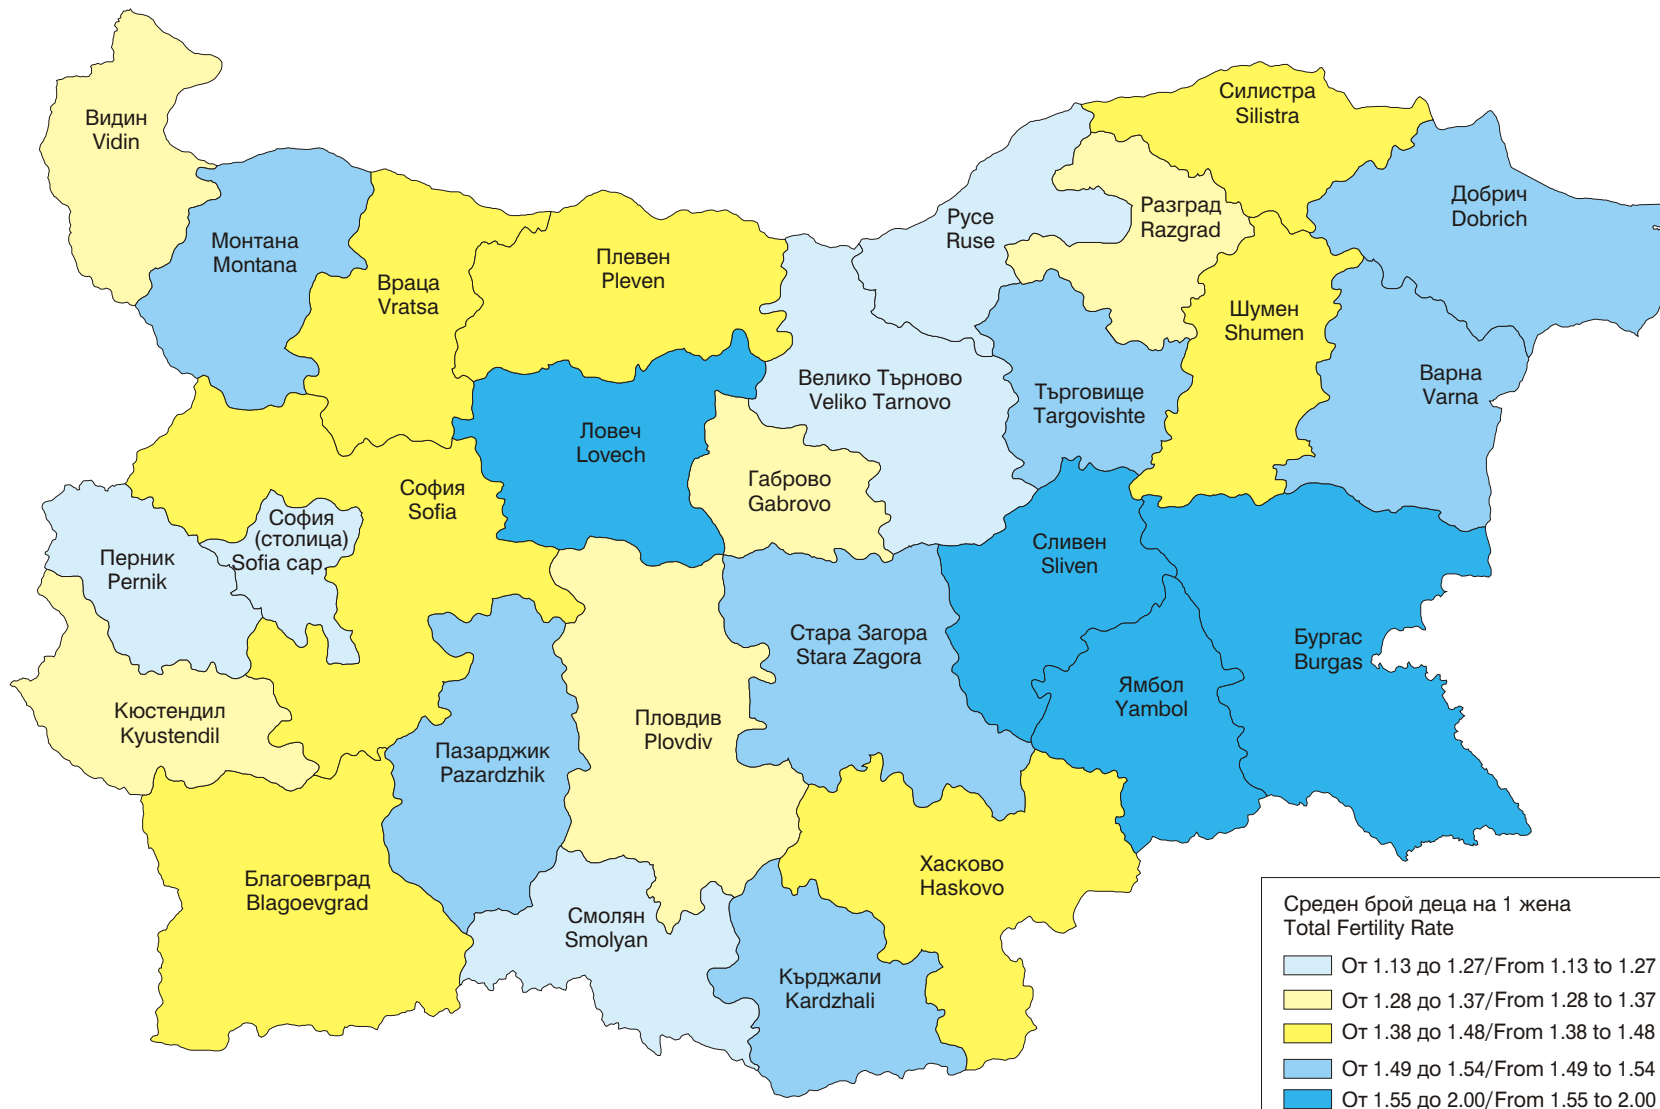 Видин
Vidin
Монтана
Montana
Враца
Vratsa
Плевен
Pleven
Ловеч
Lovech
Велико Търново
Veliko Tarnovo
Габрово
Gabrovo
Русе
Ruse
Разград
Razgrad
Силистра
Silistra
Добрич
Dobrich
Шумен
Shumen
Търговище
Targovishte
Варна
Varna
София
Sofia
София
(столица)
Sofia cap.
Перник
Pernik
Кюстендил
Kyustendil
Благоевград
Blagoevgrad
Пазарджик
Pazardzhik
Пловдив
Plovdiv
Стара Загора
Stara Zagora
Сливен
Sliven
Ямбол
Yambol
Бургас
Burgas
Хасково
Haskovo
Смолян
Smolyan
Кърджали
Kardzhali
Среден брой деца на 1 жена
Total Fertility Rate
От 1.13 до 1.27/From 1.13 to 1.27
От 1.28 до 1.37/From 1.28 to 1.37
От 1.38 до 1.48/From 1.38 to 1.48
От 1.49 до 1.54/From 1.49 to 1.54
От 1.55 до 2.00/From 1.55 to 2.00